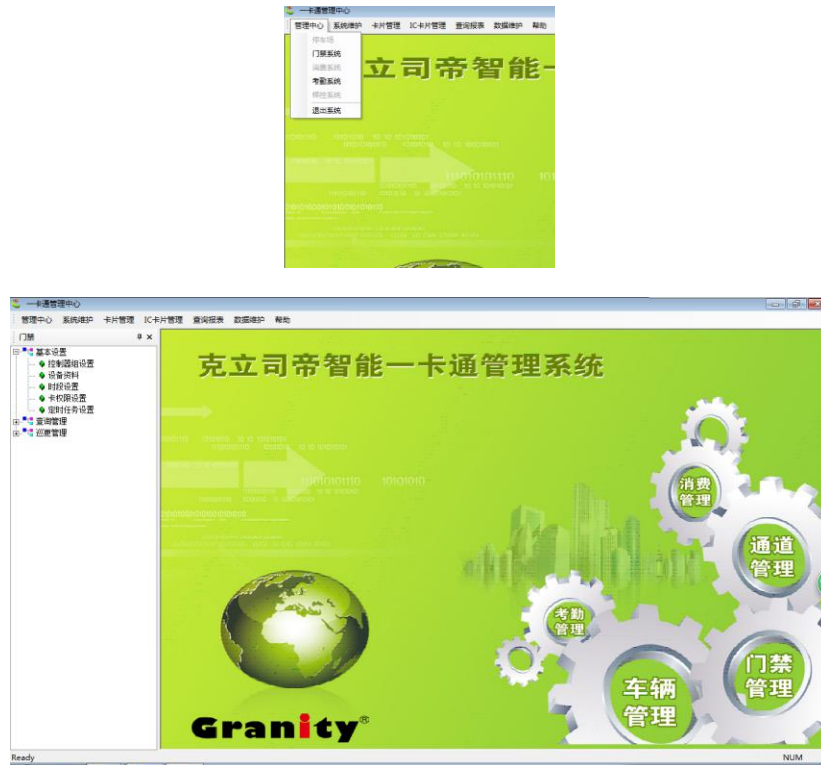 一卡通管理中心
管理中心 系统维护 卡片管理 IC卡片管理 查询报表 数据维护 帮助
停车场
门禁系统
消费系统
考勤系统
退出系统
立司帝智能一
一卡通管理中心
管理中心 系统维护 卡片管理 IC卡片管理 查询报表 数据维护 帮助
门禁
基本设置
控制器组设置
设备资料
时段设置
卡权限设置
定时任务设置
查询管理
巡更管理
克立司帝智能一卡通管理系统
消费
管理
通道
管理
考勤
管理
门禁
管理
车辆
管理
Granity®
Ready NUM